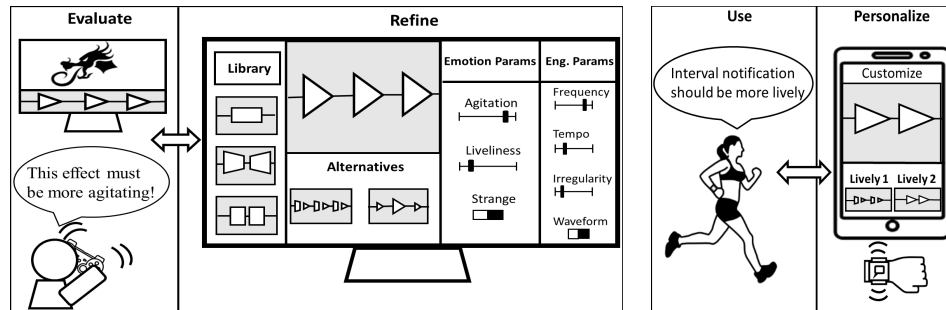 Evaluate
This effect must
be more agitating!
Refine
Library
Alternatives
Emotion Params
Agitation
Liveliness
Strange
Eng. Params
Frequency
Tempo
Irregularity
Waveform
Use
Interval notification
should be more lively
Personalize
Customize
Lively 1 Lively 2